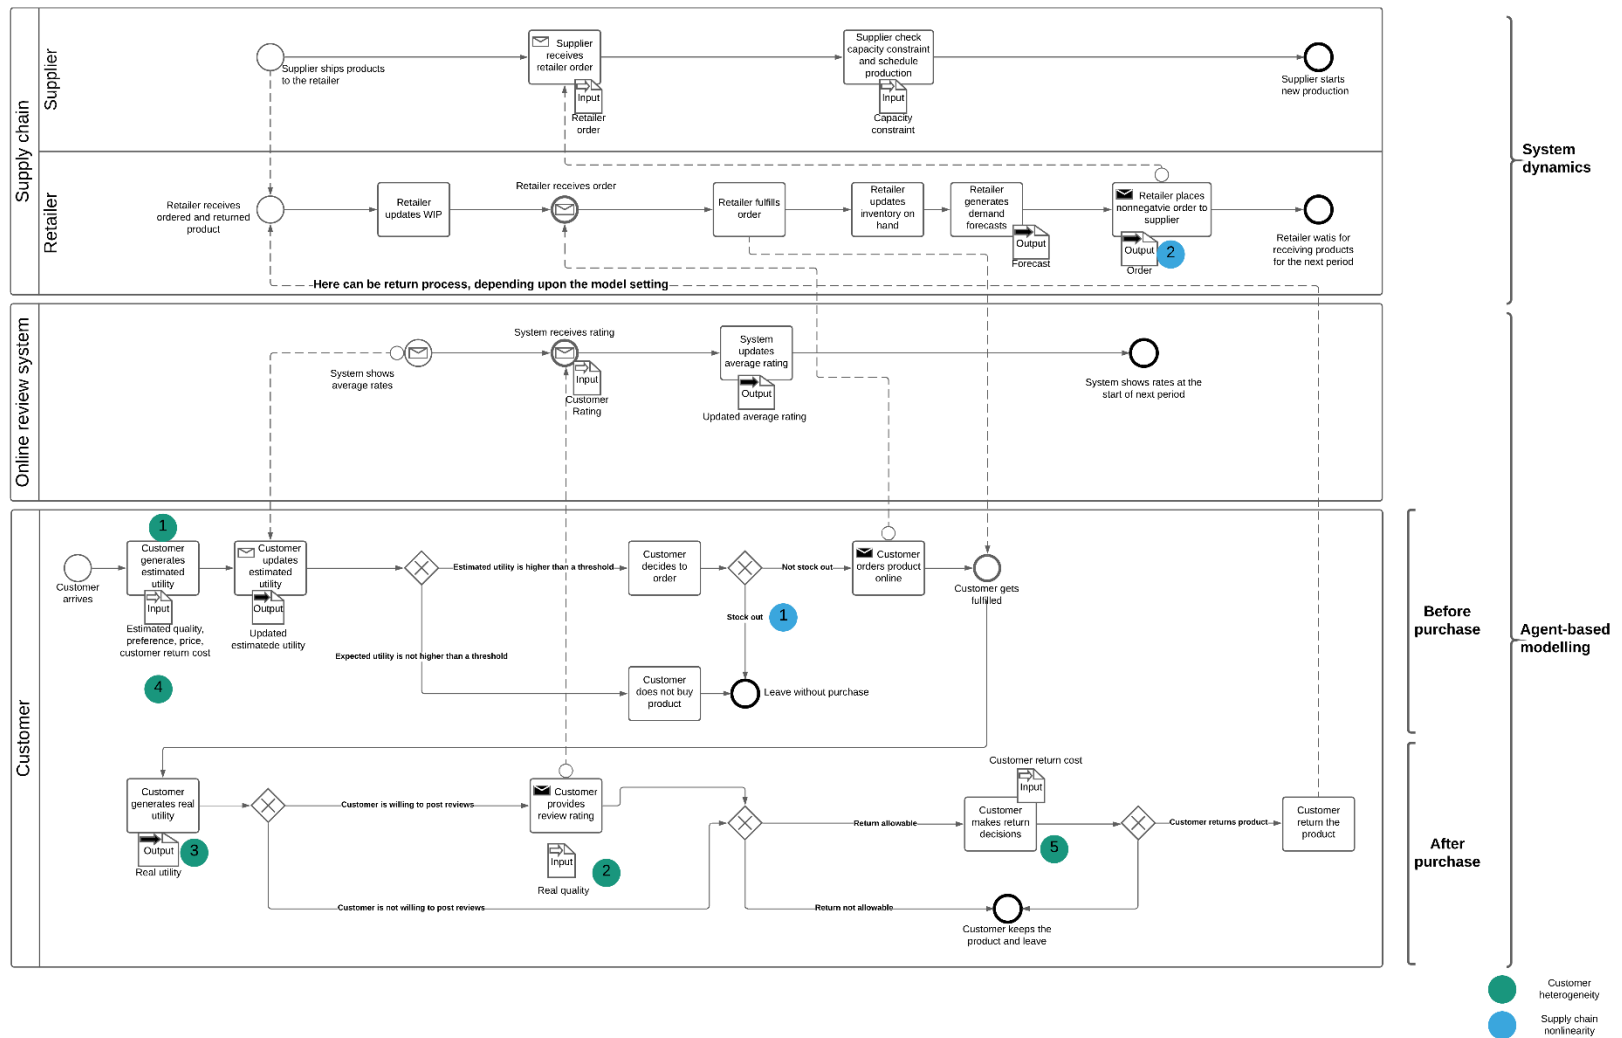 Supply chain
Supplier
Supplier ships products
to the retailer
Supplier
receives
retailer order
Input
Retailer
order
Supplier check
capacity constraint
and schedule
production
Input
Capacity
constraint
Supplier starts
new production
Retailer
Retailer receives
ordered and returned
product
Retailer
updates WIP
Retailer receives order
Retailer fulfills
order
Retailer
updates
inventory on
hand
Retailer
generates
demand
forecasts
Output
Forecast
Retailer places
nonnegatvie order to
supplier
Output
2
Order
Retailer watis for
receiving products
for the next period
Here can be return process, depending upon the model setting
System
dynamics
Online review system
System shows
average rates
System receives rating
Input
Customer
Rating
System
updates
average rating
Output
Updated average rating
System shows rates at the
start of next period
Customer
Customer
arrives
1
Customer
generates
estimated
utility
Input
Estimated quality,
preference, price,
customer return cost
4
Customer
updates
estimated
utility
Output
Updated
estimatede utility
Estimated utility is higher than a threshold
Expected utility is not higher than a threshold
Customer
decides to
order
Not stock out
Stock out
1
Customer
orders product
online
Customer gets
fulfilled
Customer
does not buy
product
Leave without purchase
Before
purchase
Agent-based
modelling
Customer
generates real
utility
Output
3
Real utility
Customer is willing to post reviews
Customer is not willing to post reviews
Customer
provides
review rating
Input
2
Real quality
Return allowable
Return not allowable
Customer return cost
Input
Customer
makes return
decisions
5
Customer returns product
Customer
return the
product
Customer keeps the
product and leave
After
purchase
Customer
heterogeneity
Supply chain
nonlinearity